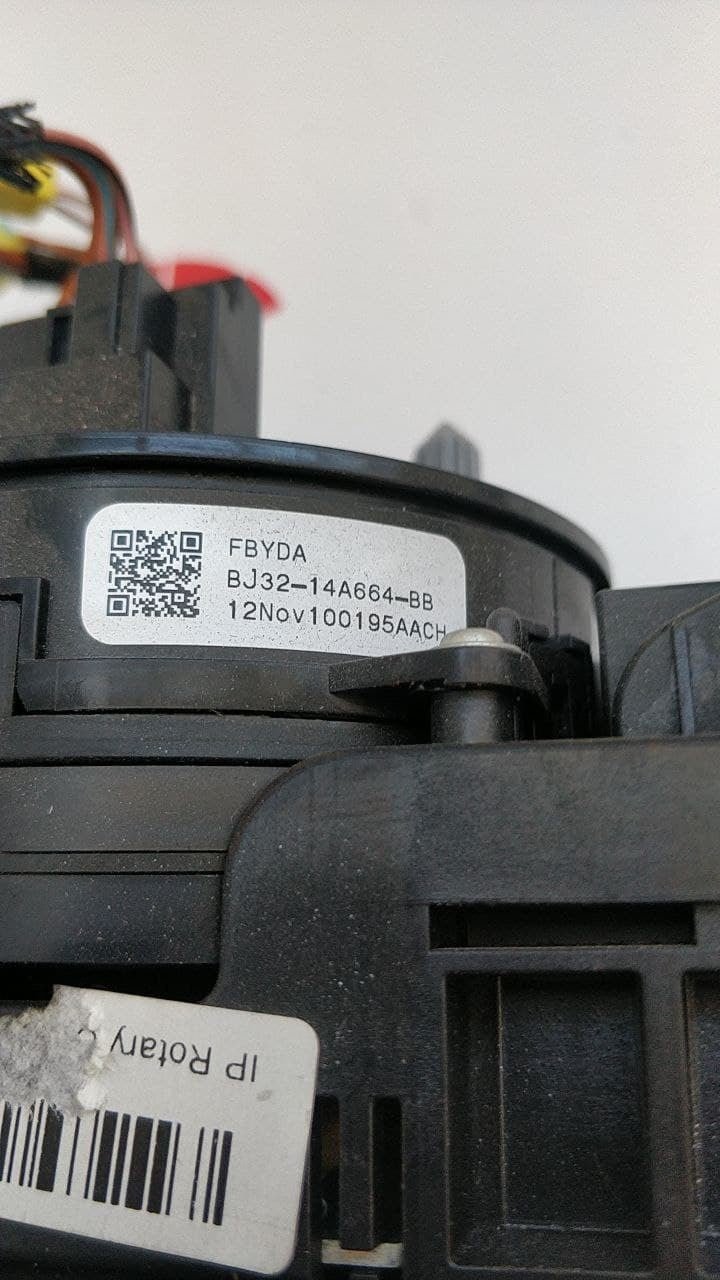 FBYDA
BJ32-14A664-BB
12Nov100195AACH
IP Rotary